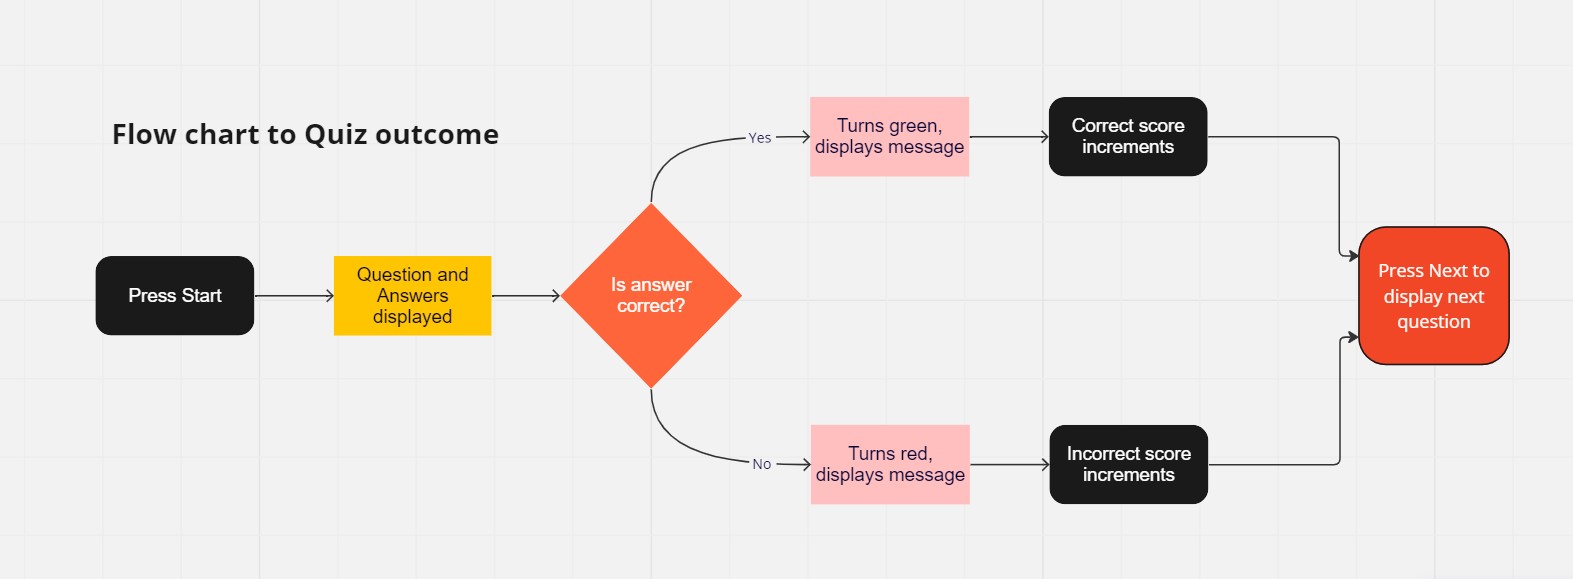 Flow chart to Quiz outcome
Press Start
Question and
Answers
displayed
Is answer
correct?
Yes
Turns green,
displays message
Correct score
increments
No
Turns red,
displays message
Incorrect score
increments
Press Next to
display next
question